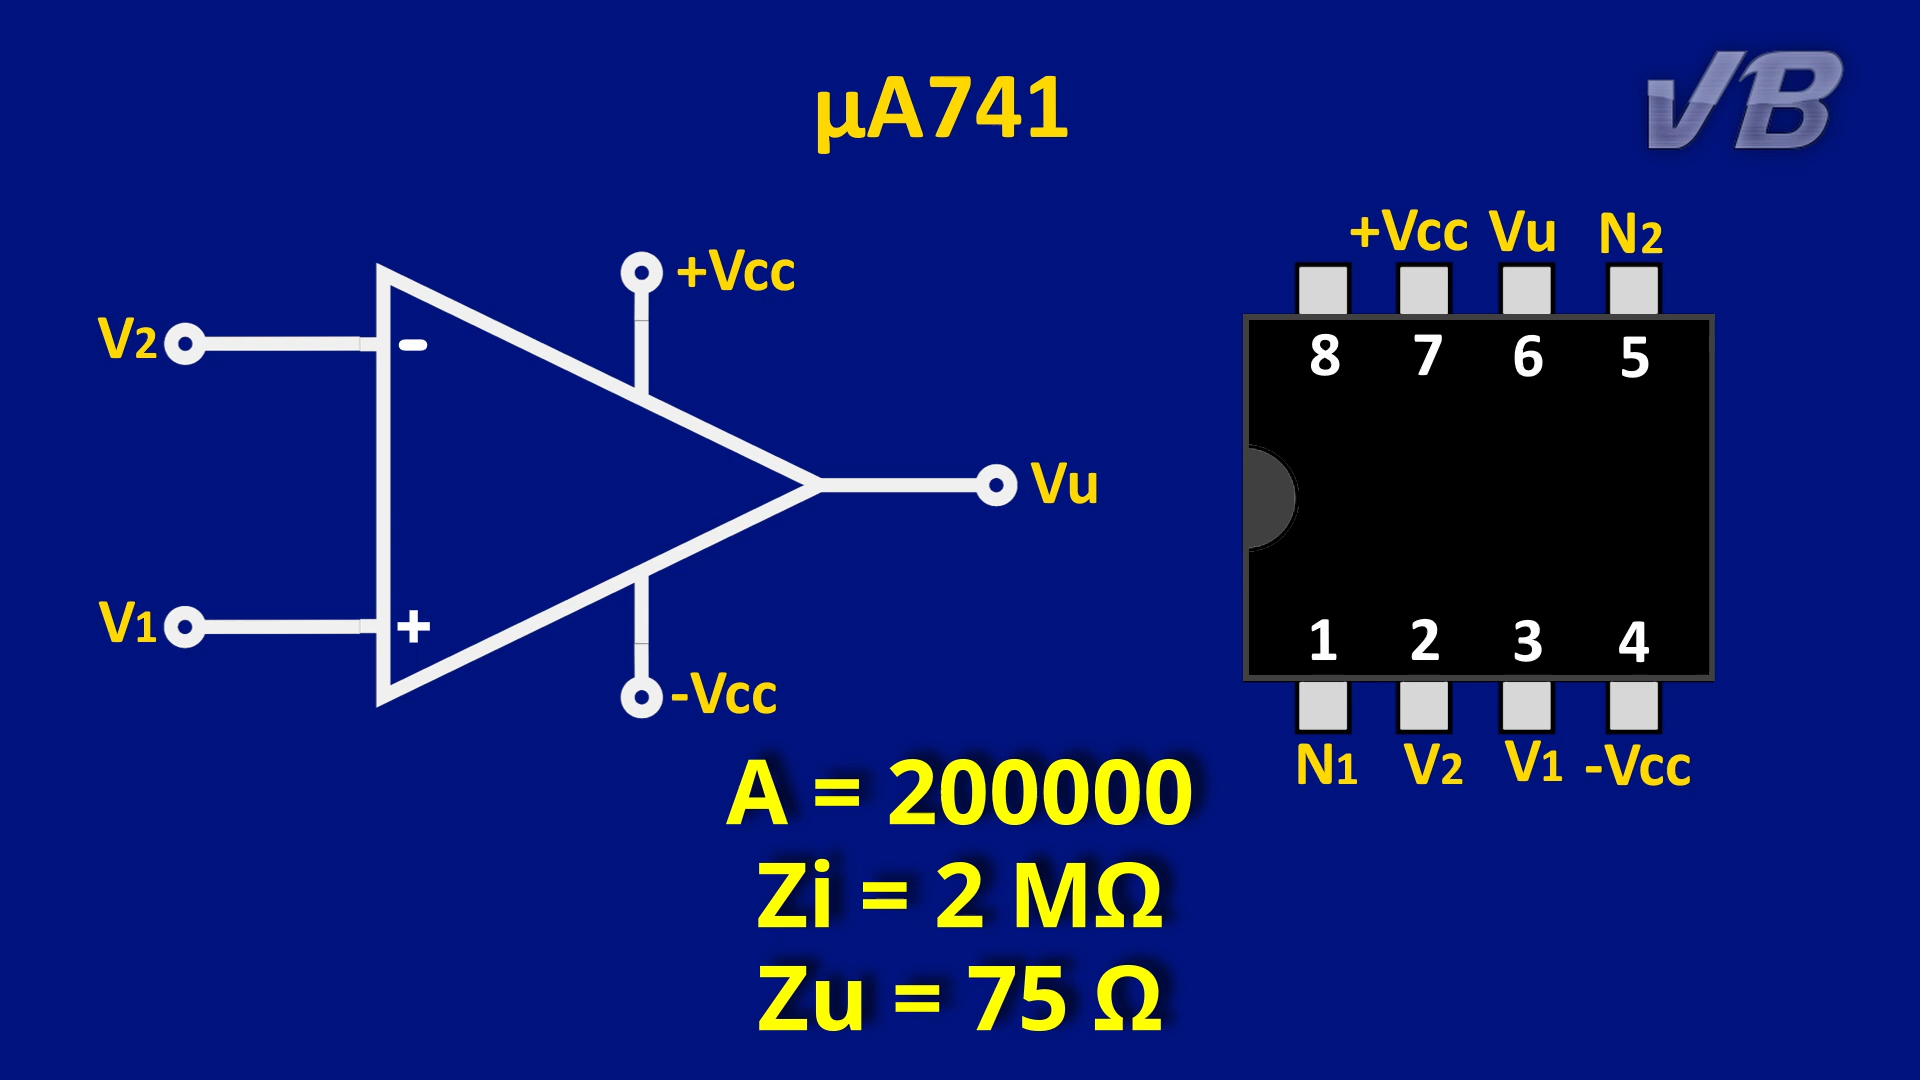 µA741
VB
+Vcc
V2
-
Vu
V1
+
-Vcc
+Vcc Vu N2
8 7 6 5
1 2 3 4
N1 V2 V1 -Vcc
A = 200000
Zi = 2 MΩ
Zu = 75 Ω